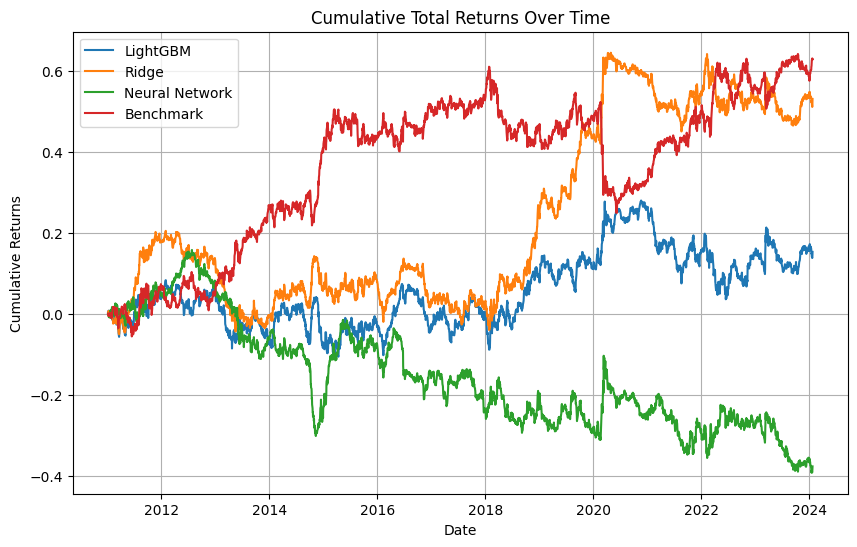 Cumulative Total Returns Over Time
LightGBM
Ridge
Neural Network
Benchmark
Cumulative Returns
0.6
0.4
0.2
0.0
−0.2
−0.4
2012
2014
2016
2018
2020
2022
2024
Date